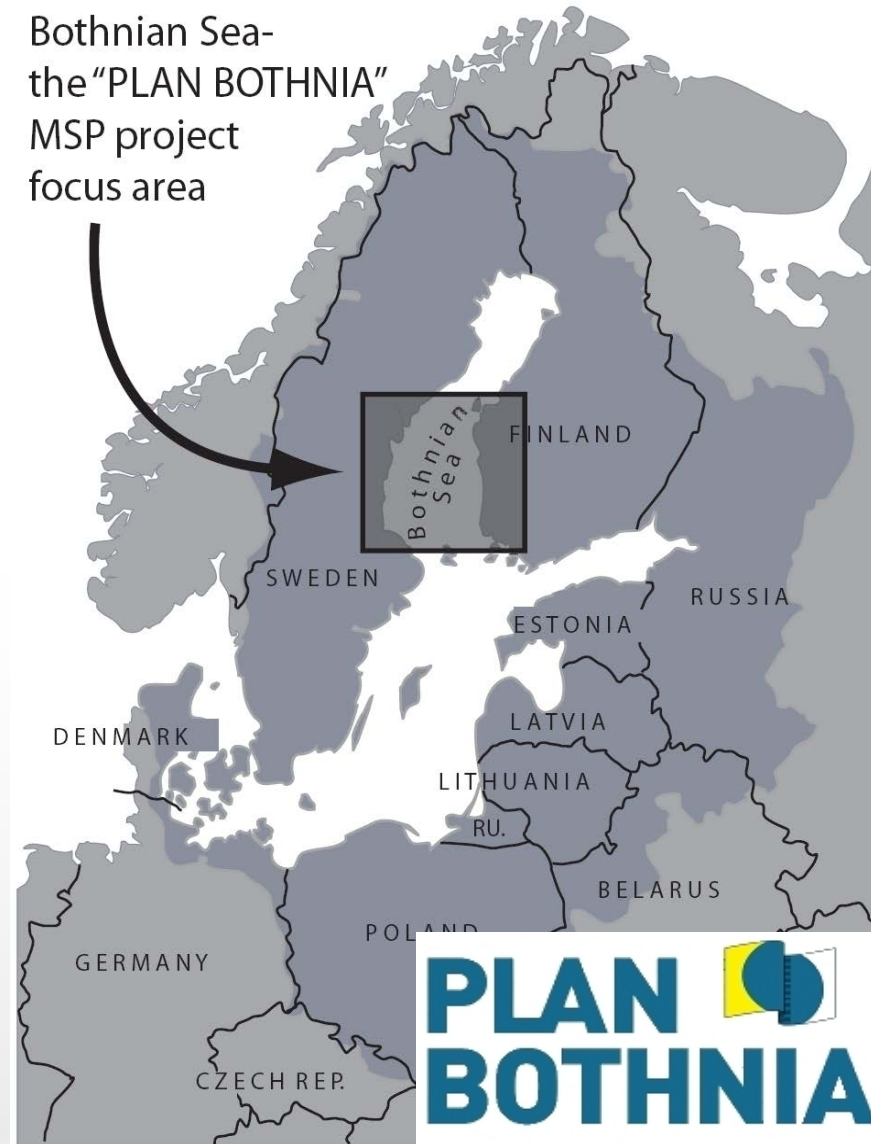 Bothnian Sea-
the “PLAN BOTHNIA”
MSP project
focus area
Bothnian
Sea
FINLAND
SWEDEN
RUSSIA
ESTONIA
DENMARK
LATVIA
LITHUANIA
RU.
BELARUS
POLAND
GERMANY
CZECH REP.
PLAN
BOTHNIA